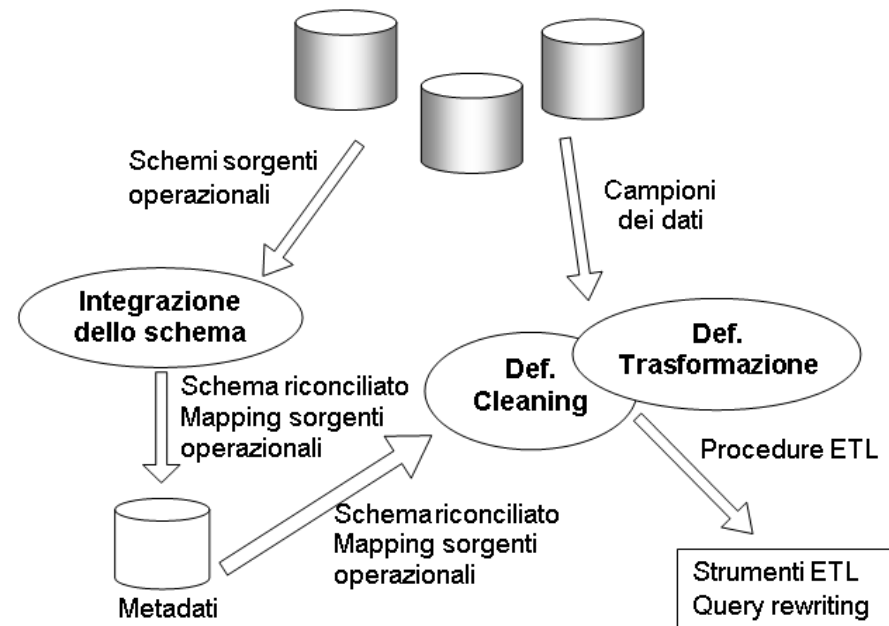 Schemi sorgenti
operazionali
Campioni
dei dati
Integrazione
dello schema
Def.
Trasformazione
Def.
Cleaning
Schema riconciliato
Mapping sorgenti
operazionali
Procedure ETL
Schema riconciliato
Mapping sorgenti
operazionali
Metadati
Strumenti ETL
Query rewriting